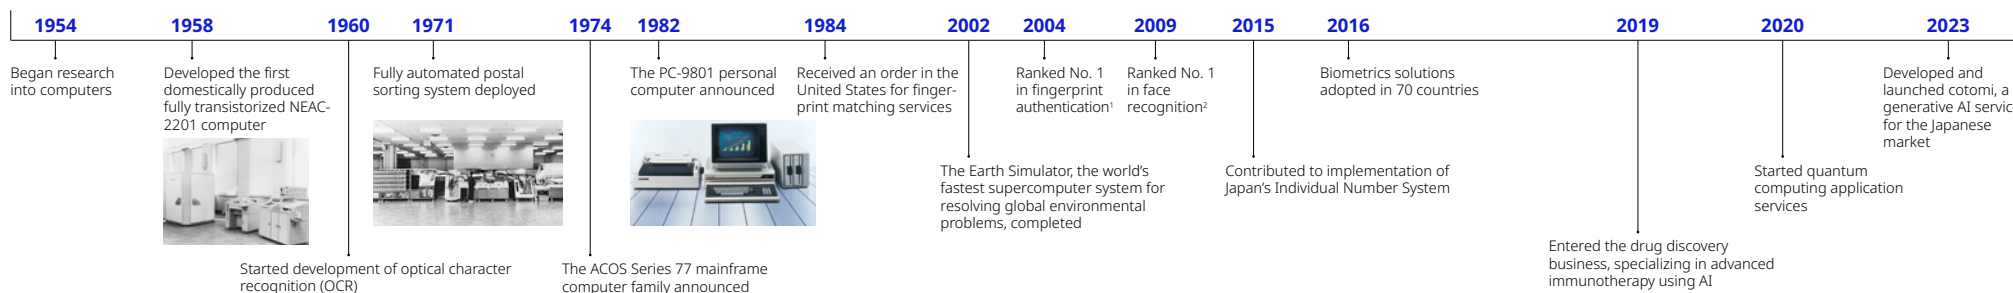 1954
1958
1960
1971
1974
1982
1984
2002
2004
2009
2015
2016
2019
2020
2023
Began research
into computers
Developed the first
domestically produced
fully transistorized NEAC-
2201 computer
Started development of optical character
recognition (OCR)
Fully automated postal
sorting system deployed
The ACOS Series 77 mainframe
computer family announced
The PC-9801 personal
computer announced
Received an order in the
United States for finger-
print matching services
The Earth Simulator, the world's
fastest supercomputer system for
resolving global environmental
problems, completed
Ranked No. 1
in fingerprint
authentication¹
Ranked No. 1
in face
recognition²
Contributed to implementation of
Japan's Individual Number System
Biometrics solutions
adopted in 70 countries
Entered the drug discovery
business, specializing in advanced
immunotherapy using AI
Started quantum
computing application
services
Developed and
launched cotomi, a
generative AI servic
for the Japanese
market